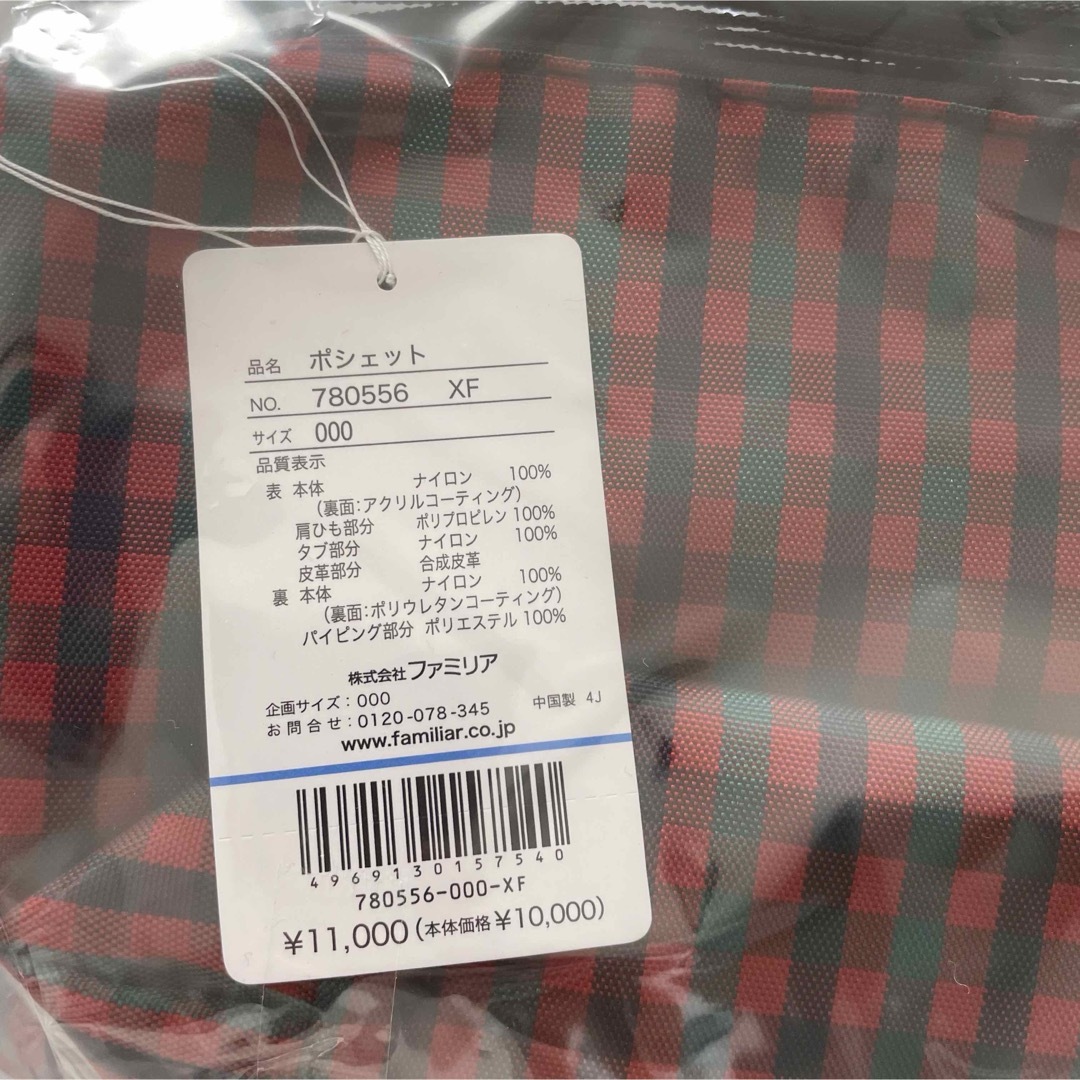 品名 ポシェット
NO. 780556 XF
サイズ 000
品質表示
表 本体 ナイロン 100%
(裏面:アクリルコーティング)
肩ひも部分 ポリプロピレン 100%
タブ部分 ナイロン 100%
皮革部分 合成皮革
裏 本体 ナイロン 100%
(裏面:ポリウレタンコーティング)
パイピング部分 ポリエステル 100%
株式会社 ファミリア
企画サイズ:000
お問合せ:0120-078-345 中国製 4J
www.familiar.co.jp
4969130157540
780556-000-XF
¥11,000(本体価格¥10,000)